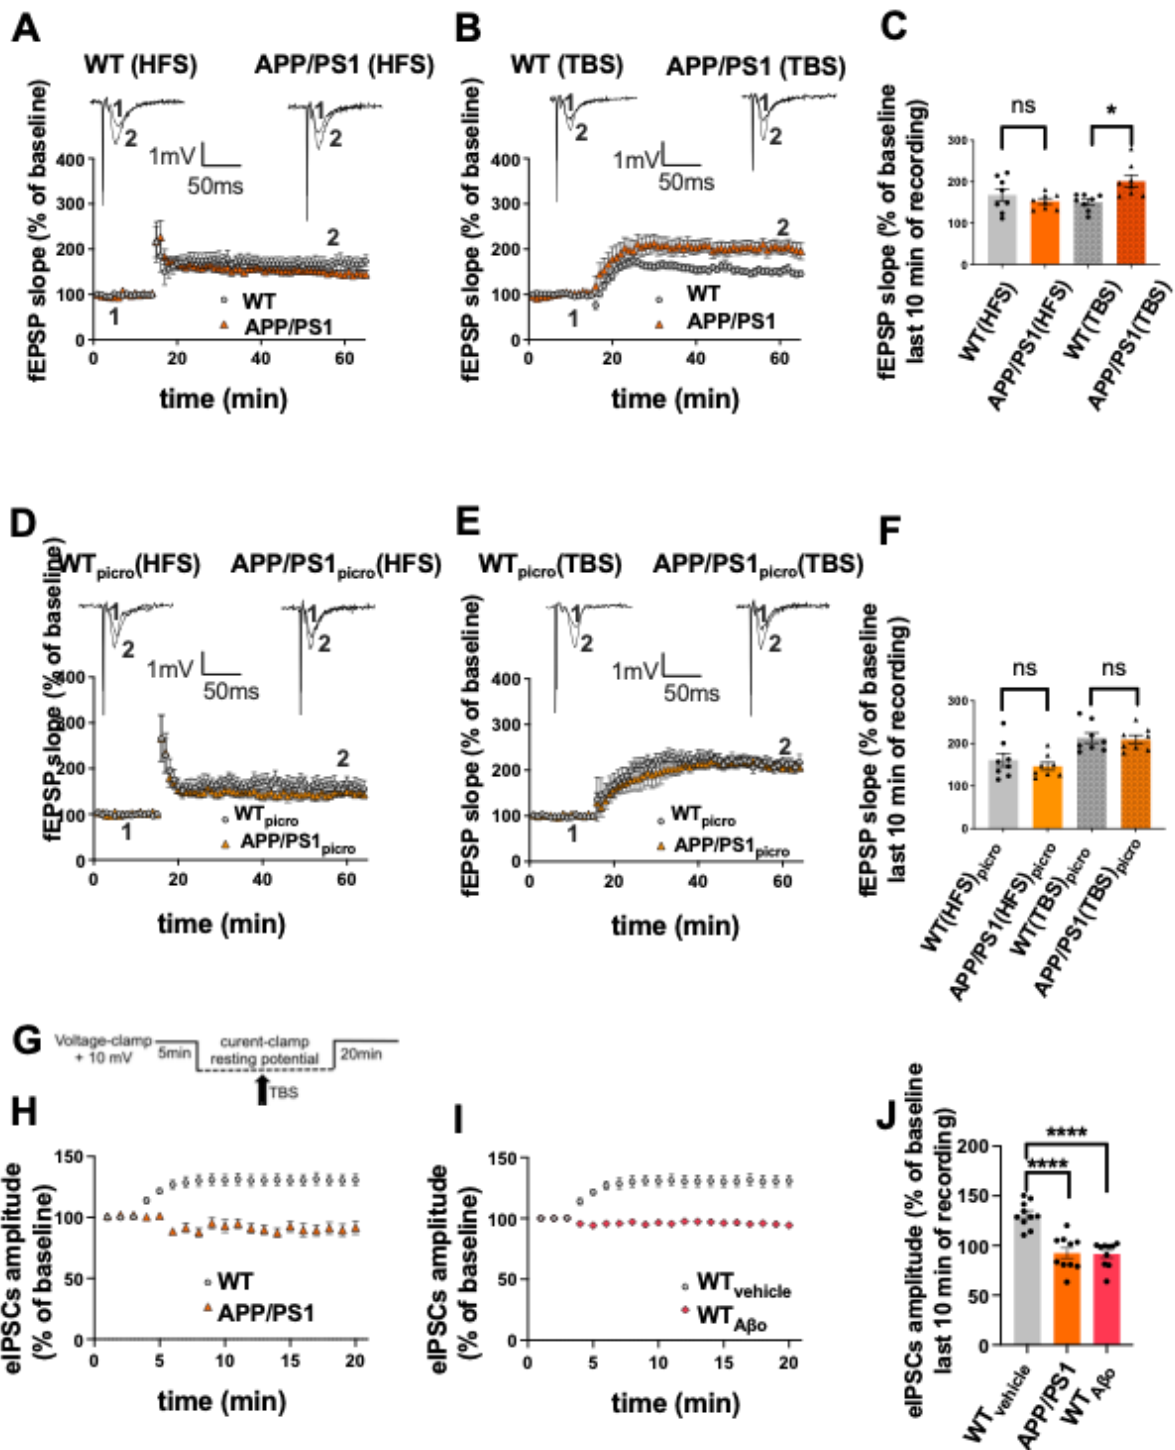 A
WT (HFS)
APP/PS1 (HFS)
1
2
1
2
1mV
50ms
fEPSP slope (% of baseline)
400
300
200
100
0
2
1
WT
APP/PS1
0
20
40
60
time (min)
B
WT (TBS)
APP/PS1 (TBS)
1
2
1
2
1mV
50ms
fEPSP slope (% of baseline)
400
300
200
100
0
2
1
WT
APP/PS1
0
20
40
60
time (min)
C
ns
*
fEPSP slope (% of baseline
last 10 min of recording)
300
200
100
0
WT(HFS)
APP/PS1(HFS)
WT(TBS)
APP/PS1(TBS)
D
WTpicro(HFS)
APP/PS1picro(HFS)
1
2
1
2
1mV
50ms
fEPSP slope (% of baseline)
400
300
200
100
0
2
1
WTpicro
APP/PS1picro
0
20
40
60
time (min)
E
WTpicro(TBS)
APP/PS1picro(TBS)
1
2
1
2
1mV
50ms
fEPSP slope (% of baseline)
400
300
200
100
0
2
1
WTpicro
APP/PS1picro
0
20
40
60
time (min)
F
ns
ns
fEPSP slope (% of baseline
last 10 min of recording)
300
200
100
0
WT(HFS)picro
APP/PS1(HFS)picro
WT(TBS)picro
APP/PS1(TBS)picro
G
Voltage-clamp
+ 10 mV
5min
curent-clamp
resting potential
20min
TBS
H
eIPSCs amplitude
(% of baseline)
150
100
50
0
WT
APP/PS1
0
5
10
15
20
time (min)
I
eIPSCs amplitude
(% of baseline)
150
100
50
0
WTvehicle
WTAβo
0
5
10
15
20
time (min)
J
****
****
eIPSCs amplitude (% of baseline
last 10 min of recording)
200
150
100
50
0
WTvehicle
APP/PS1
WTAβo